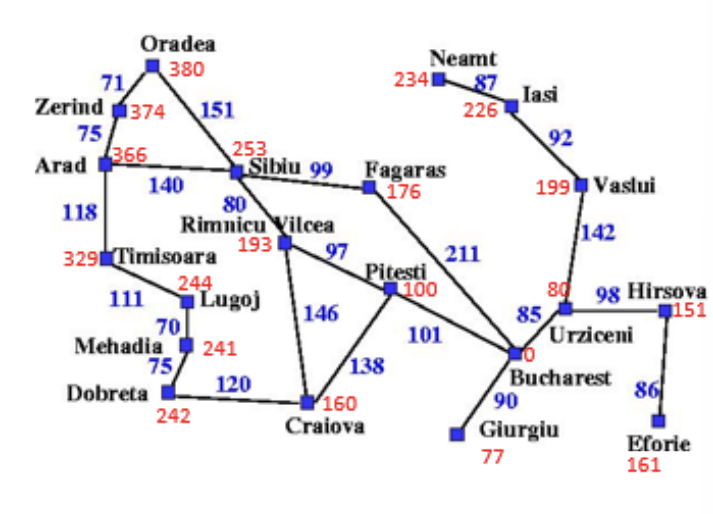 Oradea
380
Neamt
234
87
71
Iasi
226
Zerind
374
151
92
75
253
366
Arad
Sibiu
99
Fagaras
176
199
Vaslui
140
80
118
Rimnicu Vilcea
193
97
142
211
329
Timisoara
Pitesti
100
244
80
98
Hirsova
151
111
Lugoj
146
85
Urziceni
70
101
Mehadia
241
0
75
138
Bucharest
Dobreta
120
86
242
160
90
Craiova
Giurgiu
77
Eforie
161